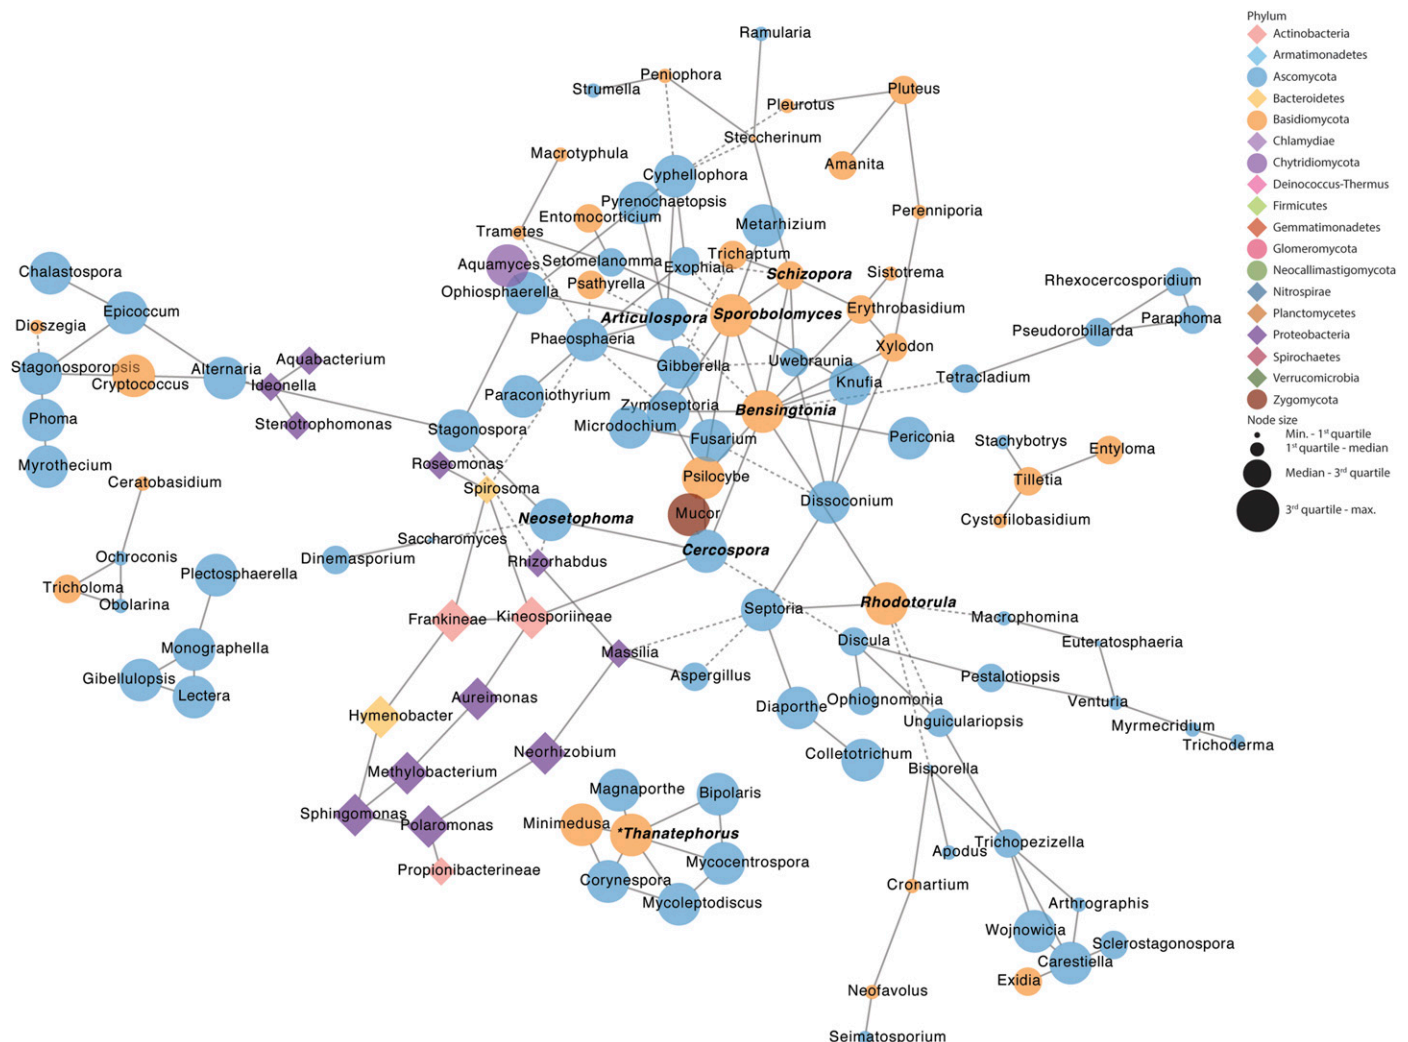 Ramularia
Phylum
Actinobacteria
Armatimonadetes
Ascomycota
Bacteroidetes
Basidiomycota
Chlamydiae
Chytridiomycota
Deinococcus-Thermus
Firmicutes
Gemmatimonadetes
Glomeromycota
Neocallimastigomycota
Nitrospirae
Planctomycetes
Proteobacteria
Spirochaetes
Verrucomicrobia
Zygomycota
Node size
Min. - 1st quartile
1st quartile - median
Median - 3rd quartile
3rd quartile - max.
Peniophora
Strumella
Pleurotus
Pluteus
Steccherinum
Macrotyphula
Amanita
Cyphellophora
Pyrenochaetopsis
Entomocorticium
Metarhizium
Perenniporia
Trametes
Trichaptum
Aquamyces
Setomelanomma
Exophiala
Schizopora
Sistotrema
Chalastospora
Psathyrella
Rhexocercosporidium
Ophiosphaerella
Epicoccum
Articulospora
Sporobolomyces
Erythrobasidium
Dioszegia
Phaeosphaeria
Pseudorobillarda
Paraphoma
Xylodon
Aquabacterium
Gibberella
Uwebraunia
Stagonosporopsis
Cryptococcus
Alternaria
Ideonella
Paraconiothyrium
Knufia
Tetracladium
Zymoseptoria
Bensingtonia
Phoma
Stenotrophomonas
Stagonospora
Microdochium
Fusarium
Periconia
Stachybotrys
Entyloma
Myrothecium
Roseomonas
Psilocybe
Tilletia
Ceratobasidium
Spirosoma
Dissoconium
Mucor
Neosetophoma
Cystofilobasidium
Saccharomyces
Ochroconis
Dinemasporium
Rhizorhabdus
Cercospora
Plectosphaerella
Tricholoma
Obolarina
Frankineae
Kineosporiineae
Septoria
Rhodotorula
Macrophomina
Monographella
Massilia
Discula
Euteratosphaeria
Gibellulopsis
Lectera
Aspergillus
Pestalotiopsis
Aureimonas
Diaporthe
Ophiognomonia
Venturia
Hymenobacter
Unguiculariopsis
Myrmecridium
Trichoderma
Neorhizobium
Colletotrichum
Methylobacterium
Bisporella
Magnaporthe
Bipolaris
Sphingomonas
Polaromonas
Minimedusa
*Thanatephorus
Trichopezizella
Apodus
Propionibacterineae
Mycocentrospora
Corynespora
Cronartium
Mycoleptodiscus
Arthrographis
Wojnowicia
Sclerostagonospora
Carestiella
Exidia
Neofavolus
Seimatosporium